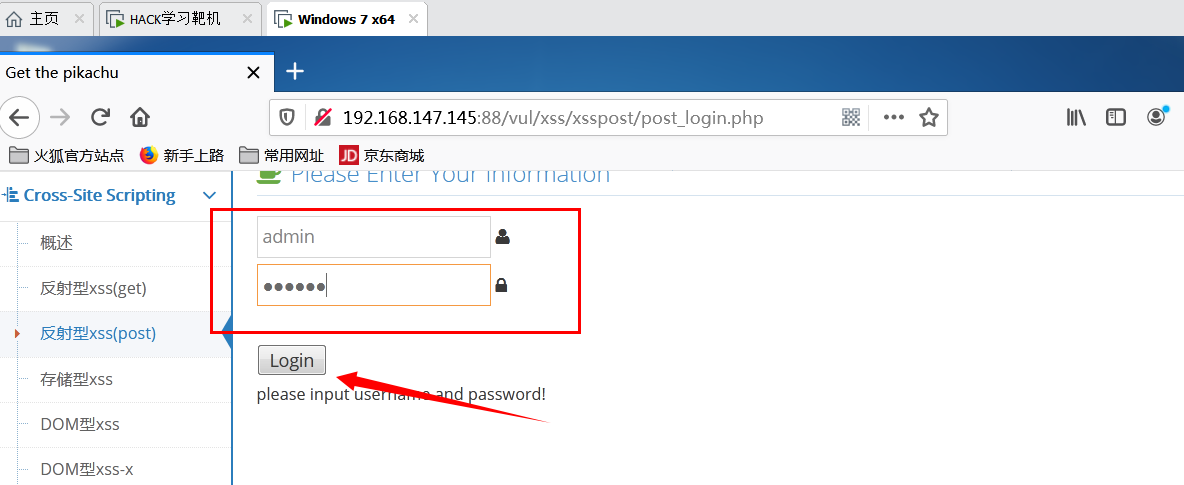 主页 HACK学习靶机 Windows 7 x64
Get the pikachu
192.168.147.145:88/vul/xss/xsspost/post_login.php
火狐官方站点 新手上路 常用网址 JD 京东商城
Please Enter Your Information
Cross-Site Scripting
admin
概述
••••••
反射型xss(get)
反射型xss(post)
Login
存储型xss
please input username and password!
DOM型xss
DOM型xss-x